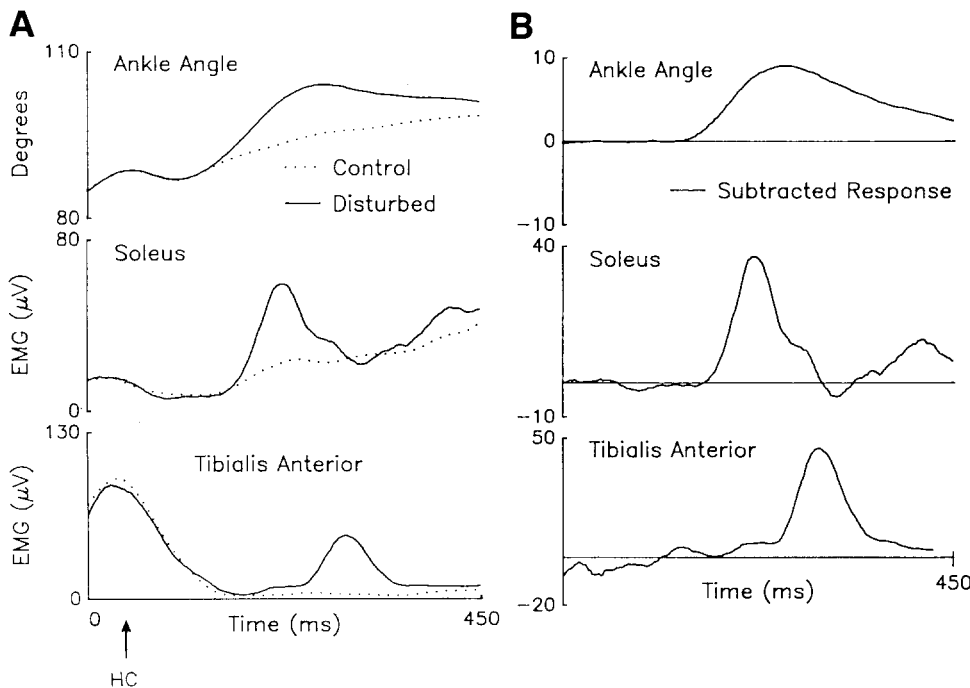 A
110
Ankle Angle
Degrees
Control
Disturbed
80
80
Soleus
EMG (μV)
0
130
Tibialis Anterior
EMG (μV)
0
0
Time (ms)
450
HC
B
10
Ankle Angle
0
Subtracted Response
-10
40
Soleus
-10
50
Tibialis Anterior
Time (ms)
450
-20